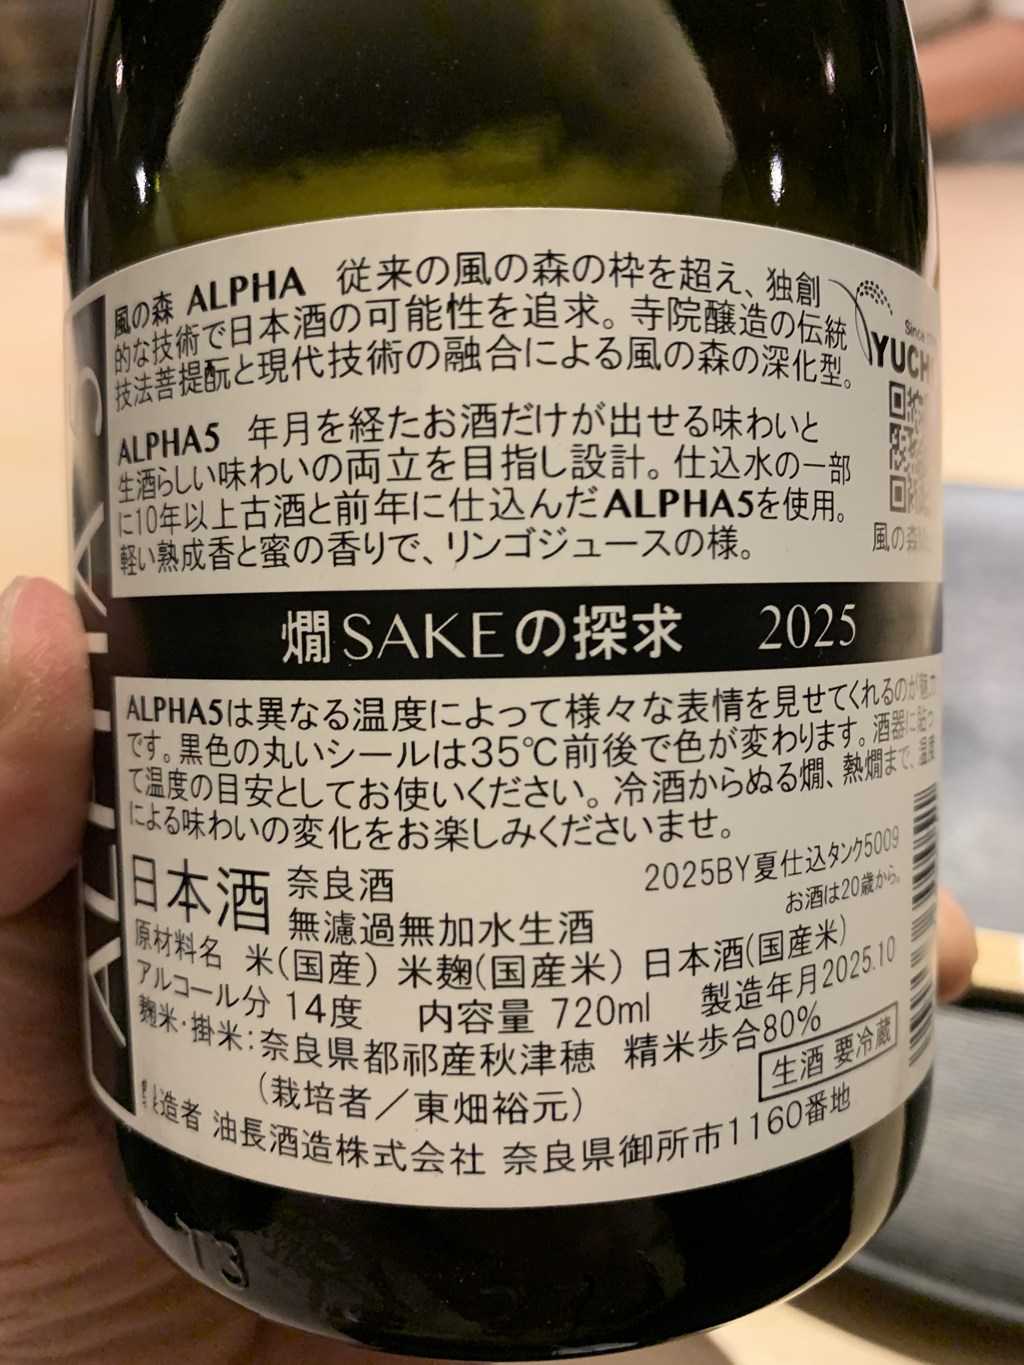 風の森 ALPHA 従来の風の森の枠を超え、独創
的な技術で日本酒の可能性を追求。寺院醸造の伝統
技法菩提酛と現代技術の融合による風の森の深化型。
Since
YUCH
ALPHA5 年月を経たお酒だけが出せる味わいと
生酒らしい味わいの両立を目指し設計。仕込水の一部
に10年以上古酒と前年に仕込んだALPHA5を使用。
軽い熟成香と蜜の香りで、リンゴジュースの様。
風の森
燗SAKEの探求 2025
ALPHA5は異なる温度によって様々な表情を見せてくれるのが魅力
です。黒色の丸いシールは35℃前後で色が変わります。酒器に貼っ
て温度の目安としてお使いください。冷酒からぬる燗、熱燗まで、温度
による味わいの変化をお楽しみくださいませ。
2025BY夏仕込タンク5009
お酒は20歳から。
日本酒 奈良酒
無濾過無加水生酒
原材料名 米(国産) 米麹(国産米) 日本酒(国産米)
アルコール分 14度 内容量 720ml 製造年月2025.10
麹米・掛米:奈良県都祁産秋津穂 精米歩合80%
(栽培者/東畑裕元)
生酒 要冷蔵
造者 油長酒造株式会社 奈良県御所市1160番地
ALPHA 5
13